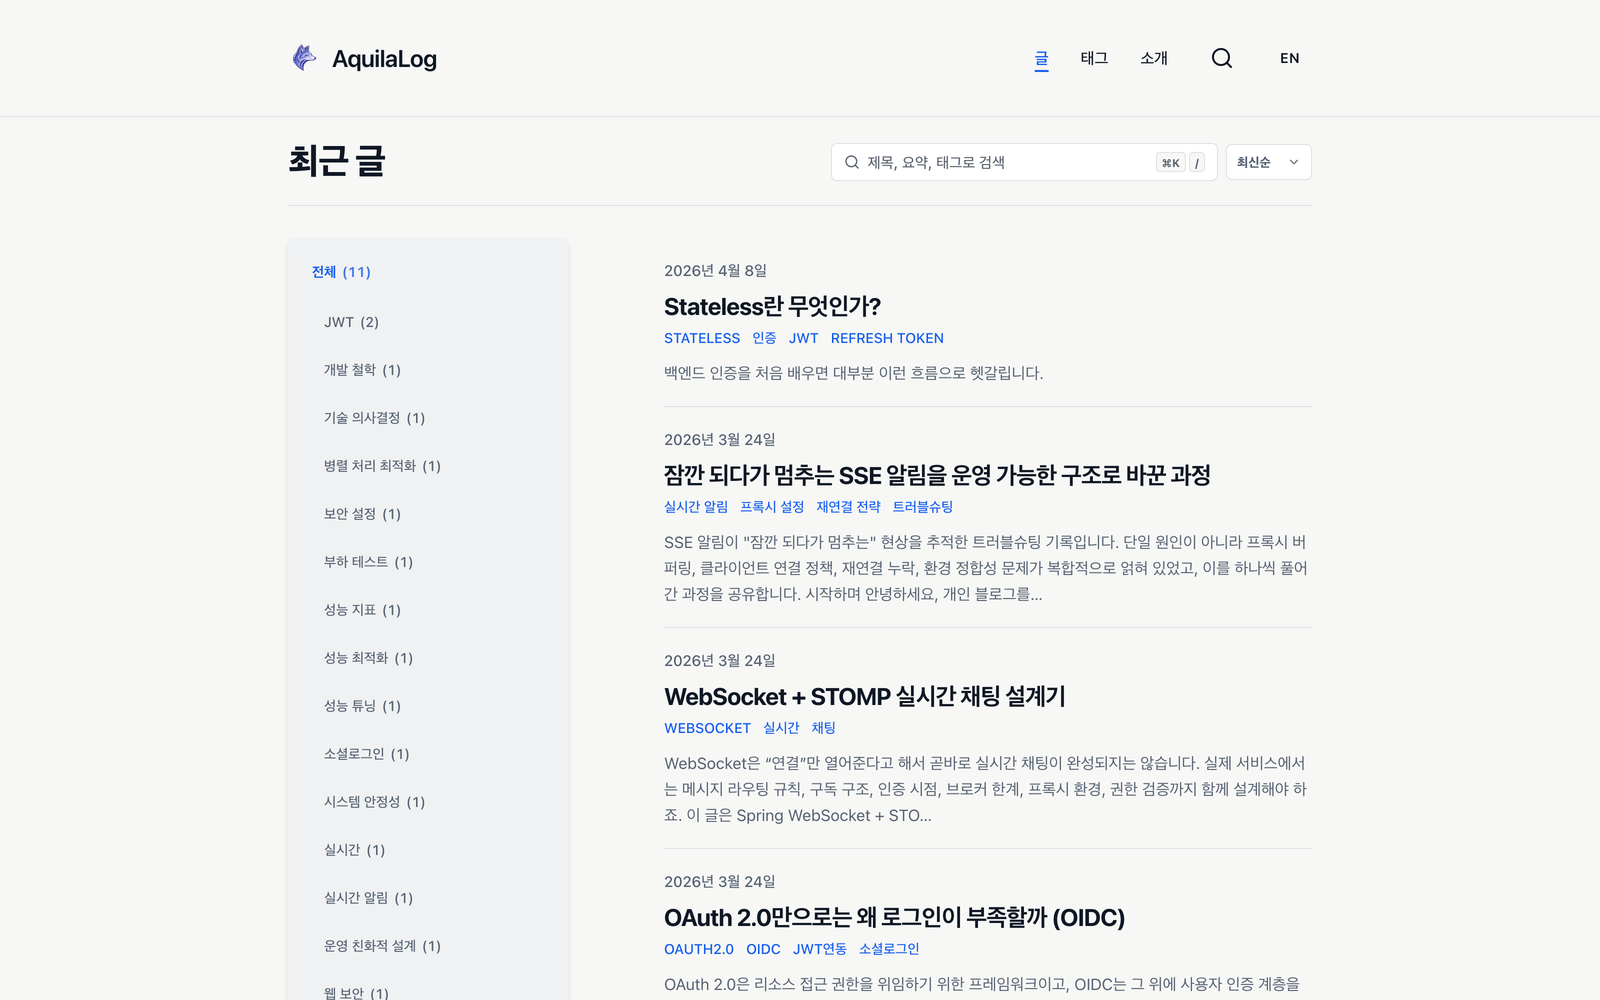 AquilaLog
글
태그
소개
EN
최근 글
제목, 요약, 태그로 검색
⌘K
/
최신순
전체 (11)
JWT (2)
개발 철학 (1)
기술 의사결정 (1)
병렬 처리 최적화 (1)
보안 설정 (1)
부하 테스트 (1)
성능 지표 (1)
성능 최적화 (1)
성능 튜닝 (1)
소셜로그인 (1)
시스템 안정성 (1)
실시간 (1)
실시간 알림 (1)
운영 친화적 설계 (1)
웹 보안 (1)
2026년 4월 8일
Stateless란 무엇인가?
STATELESS 인증 JWT REFRESH TOKEN
백엔드 인증을 처음 배우면 대부분 이런 흐름으로 헷갈립니다.
2026년 3월 24일
잠깐 되다가 멈추는 SSE 알림을 운영 가능한 구조로 바꾼 과정
실시간 알림 프록시 설정 재연결 전략 트러블슈팅
SSE 알림이 "잠깐 되다가 멈추는" 현상을 추적한 트러블슈팅 기록입니다. 단일 원인이 아니라 프록시 버
퍼링, 클라이언트 연결 정책, 재연결 누락, 환경 정합성 문제가 복합적으로 얽혀 있었고, 이를 하나씩 풀어
간 과정을 공유합니다. 시작하며 안녕하세요, 개인 블로그를...
2026년 3월 24일
WebSocket + STOMP 실시간 채팅 설계기
WEBSOCKET 실시간 채팅
WebSocket은 “연결”만 열어준다고 해서 곧바로 실시간 채팅이 완성되지는 않습니다. 실제 서비스에서
는 메시지 라우팅 규칙, 구독 구조, 인증 시점, 브로커 한계, 프록시 환경, 권한 검증까지 함께 설계해야 하
죠. 이 글은 Spring WebSocket + STO...
2026년 3월 24일
OAuth 2.0만으로는 왜 로그인이 부족할까 (OIDC)
OAUTH2.0 OIDC JWT연동 소셜로그인
OAuth 2.0은 리소스 접근 권한을 위임하기 위한 프레임워크이고, OIDC는 그 위에 사용자 인증 계층을